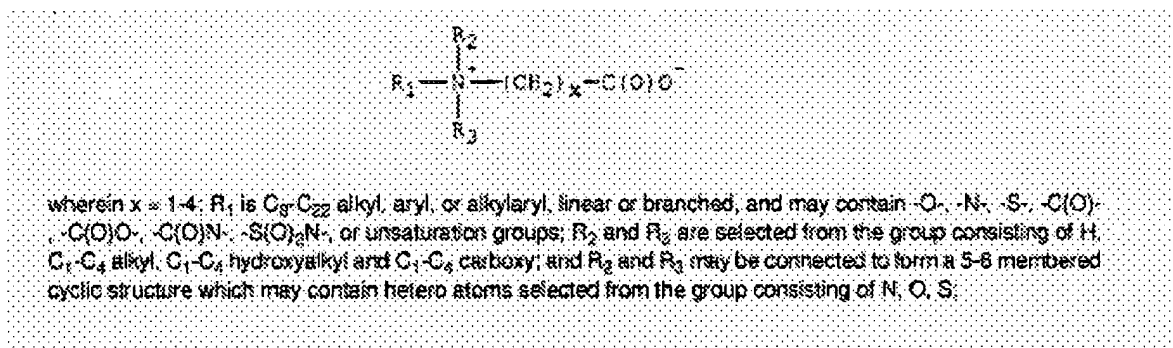 R2
R1—N+—(CH2)x—C(O)O-
R3
wherein x = 1-4; R1 is C8-C22 alkyl, aryl, or alkylaryl, linear or branched, and may contain -O-, -N-, -S-, -C(O)-
, -C(O)O-, -C(O)N-, -S(O)2N-, or unsaturation groups; R2 and R3 are selected from the group consisting of H,
C1-C4 alkyl, C1-C4 hydroxyalkyl and C1-C4 carboxy; and R2 and R3 may be connected to form a 5-6 membered
cyclic structure which may contain hetero atoms selected from the group consisting of N, O, S;